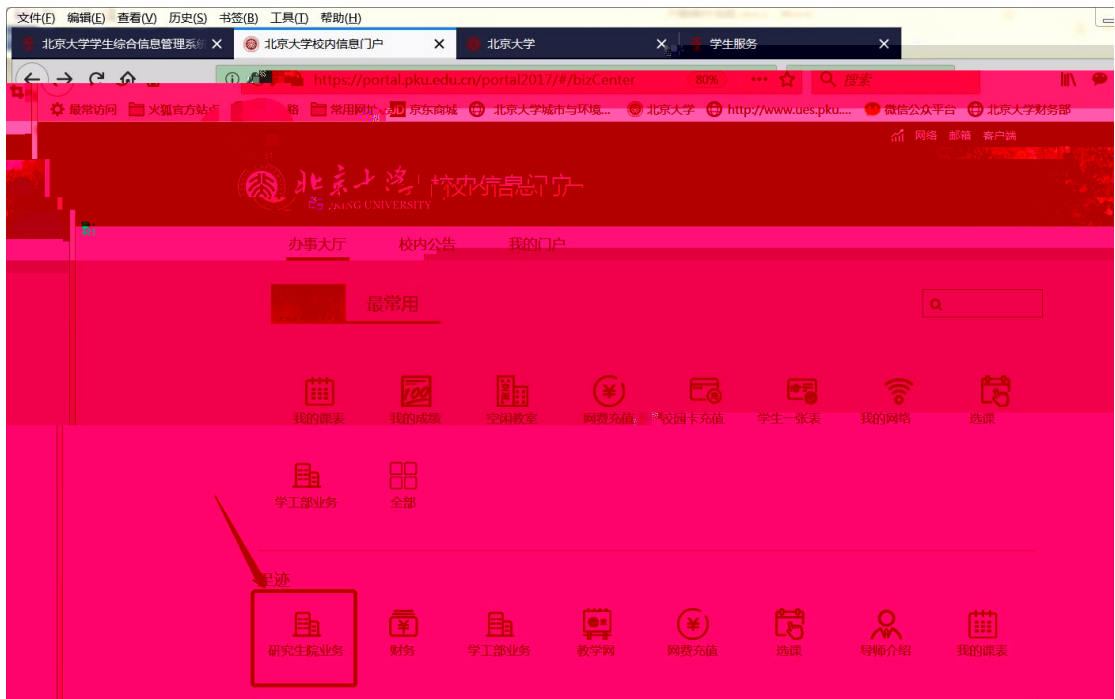 文件(F) 编辑(E) 查看(V) 历史(S) 书签(B) 工具(T) 帮助(H)
北京大学学生综合信息管理系统 北京大学校内信息门户 北京大学 学生服务
https://portal.pku.edu.cn/portal2017/#/bizCenter 80% 搜索
最常访问 火狐官方站点 常用网址 京东商城 北京大学城市与环境... 北京大学 http://www.ues.pku.... 微信公众平台 北京大学财务部
网络 邮箱 客户端
北京大学 校内信息门户
PEKING UNIVERSITY
办事大厅 校内公告 我的门户
最常用
我的课表 我的成绩 空闲教室 网费充值 校园卡充值 学生一张表 我的网络 选课
学工部业务 全部
足迹
研究生院业务 财务 学工部业务 教学网 网费充值 选课 导师介绍 我的课表